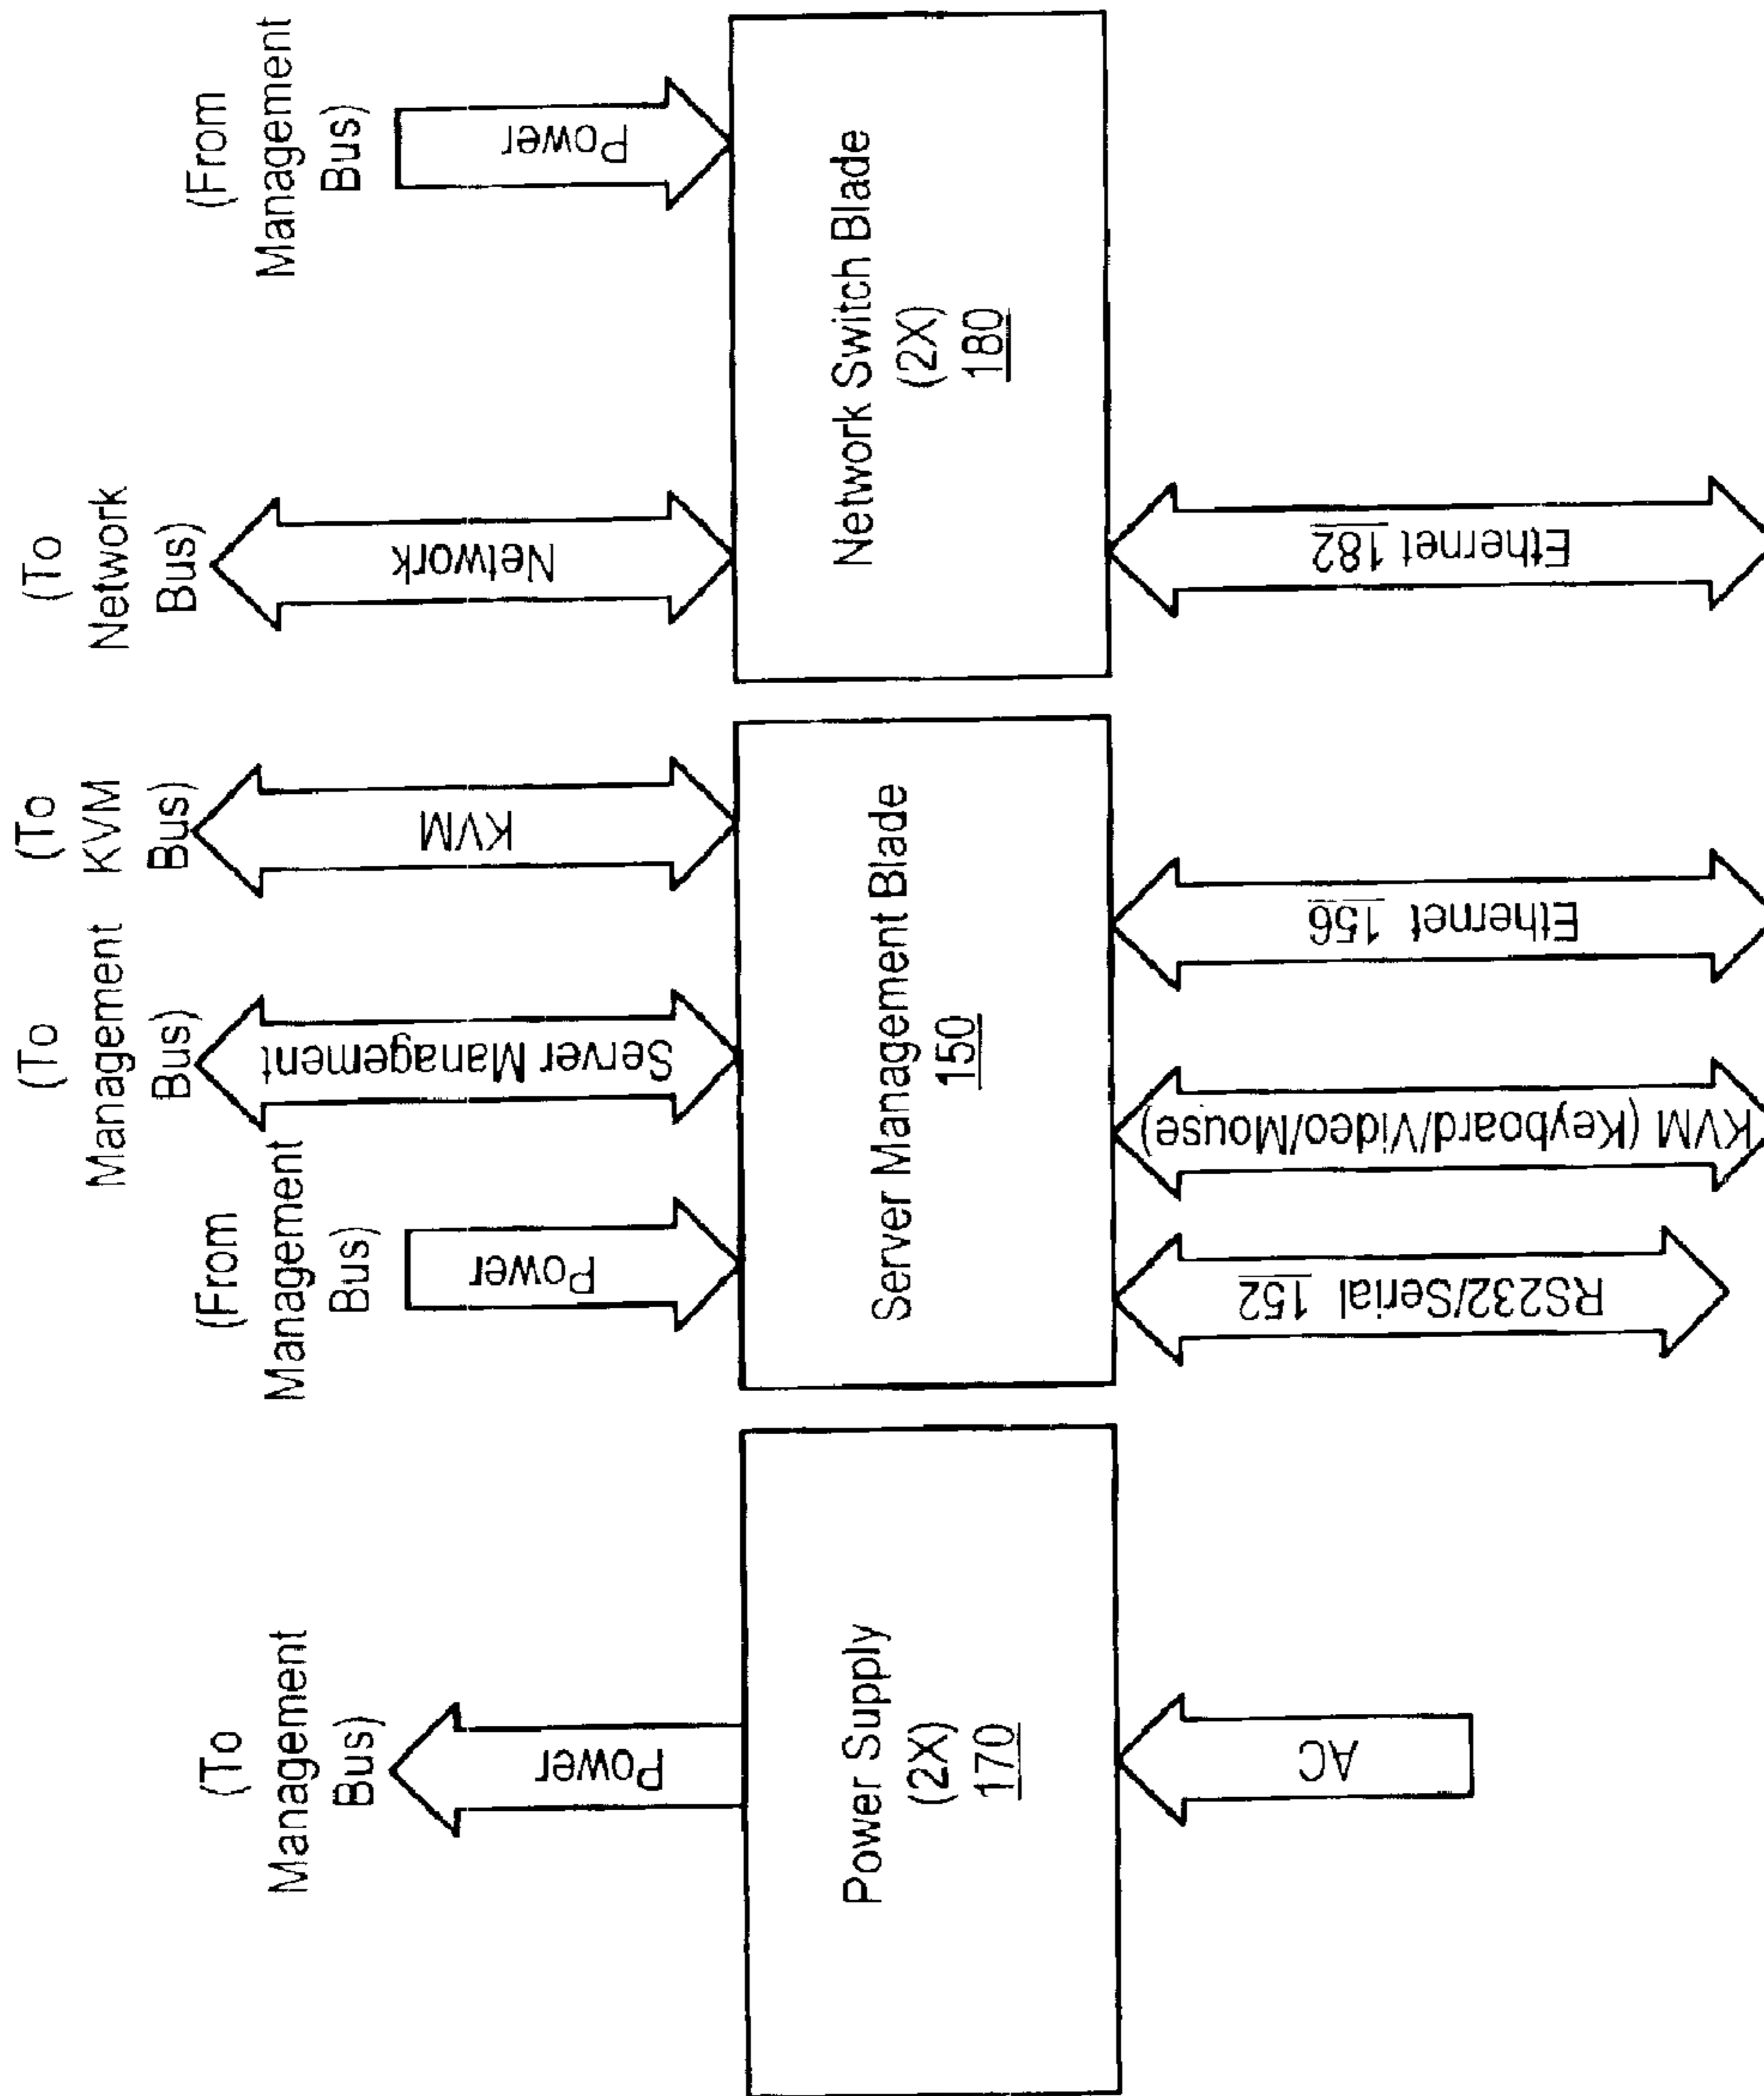 (To
Management
Bus)
Power
Power Supply
(2X)
170
AC
(From
Management
Bus)
Power
(To
Management
Bus)
Server Management
(To
KVM
Bus)
KVM
Server Management Blade
150
RS232/Serial 152
KVM (Keyboard/Video/Mouse)
Ethernet 156
(To
Network
Bus)
Network
(From
Management
Bus)
Power
Network Switch Blade
(2X)
180
Ethernet 182